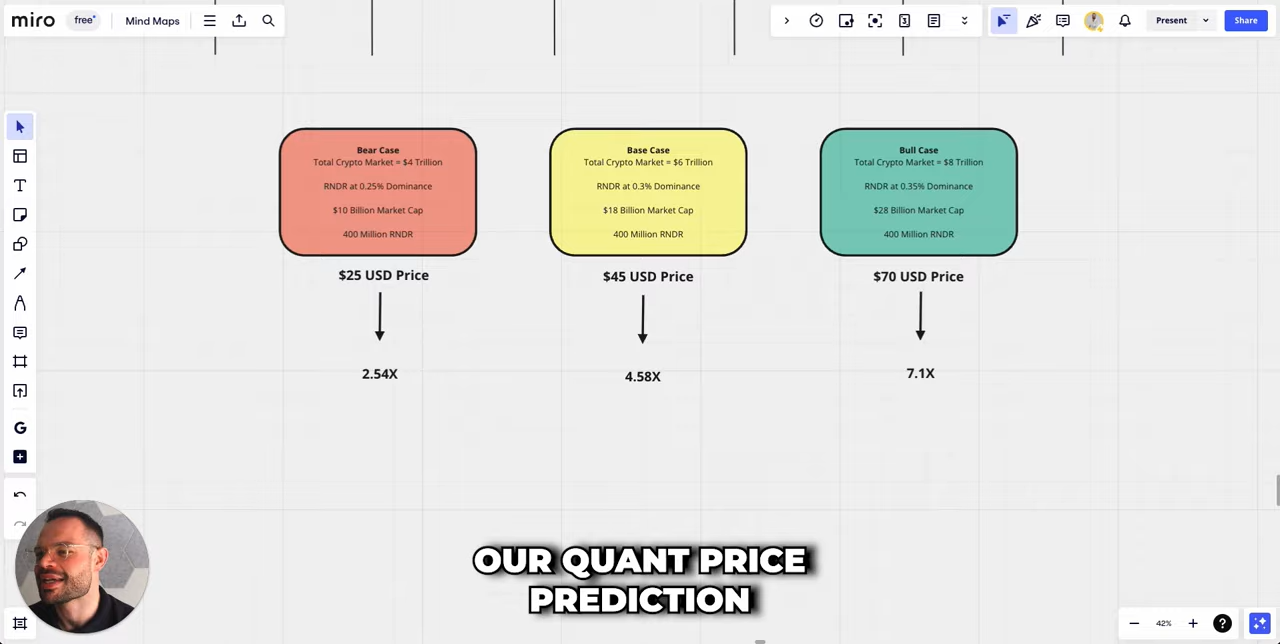 miro
free
Mind Maps
3
Present
Share
Bear Case
Total Crypto Market = $4 Trillion
RNDR at 0.25% Dominance
$10 Billion Market Cap
400 Million RNDR
$25 USD Price
2.54X
Base Case
Total Crypto Market = $6 Trillion
RNDR at 0.3% Dominance
$18 Billion Market Cap
400 Million RNDR
$45 USD Price
4.58X
Bull Case
Total Crypto Market = $8 Trillion
RNDR at 0.35% Dominance
$28 Billion Market Cap
400 Million RNDR
$70 USD Price
7.1X
OUR QUANT PRICE
PREDICTION
42%